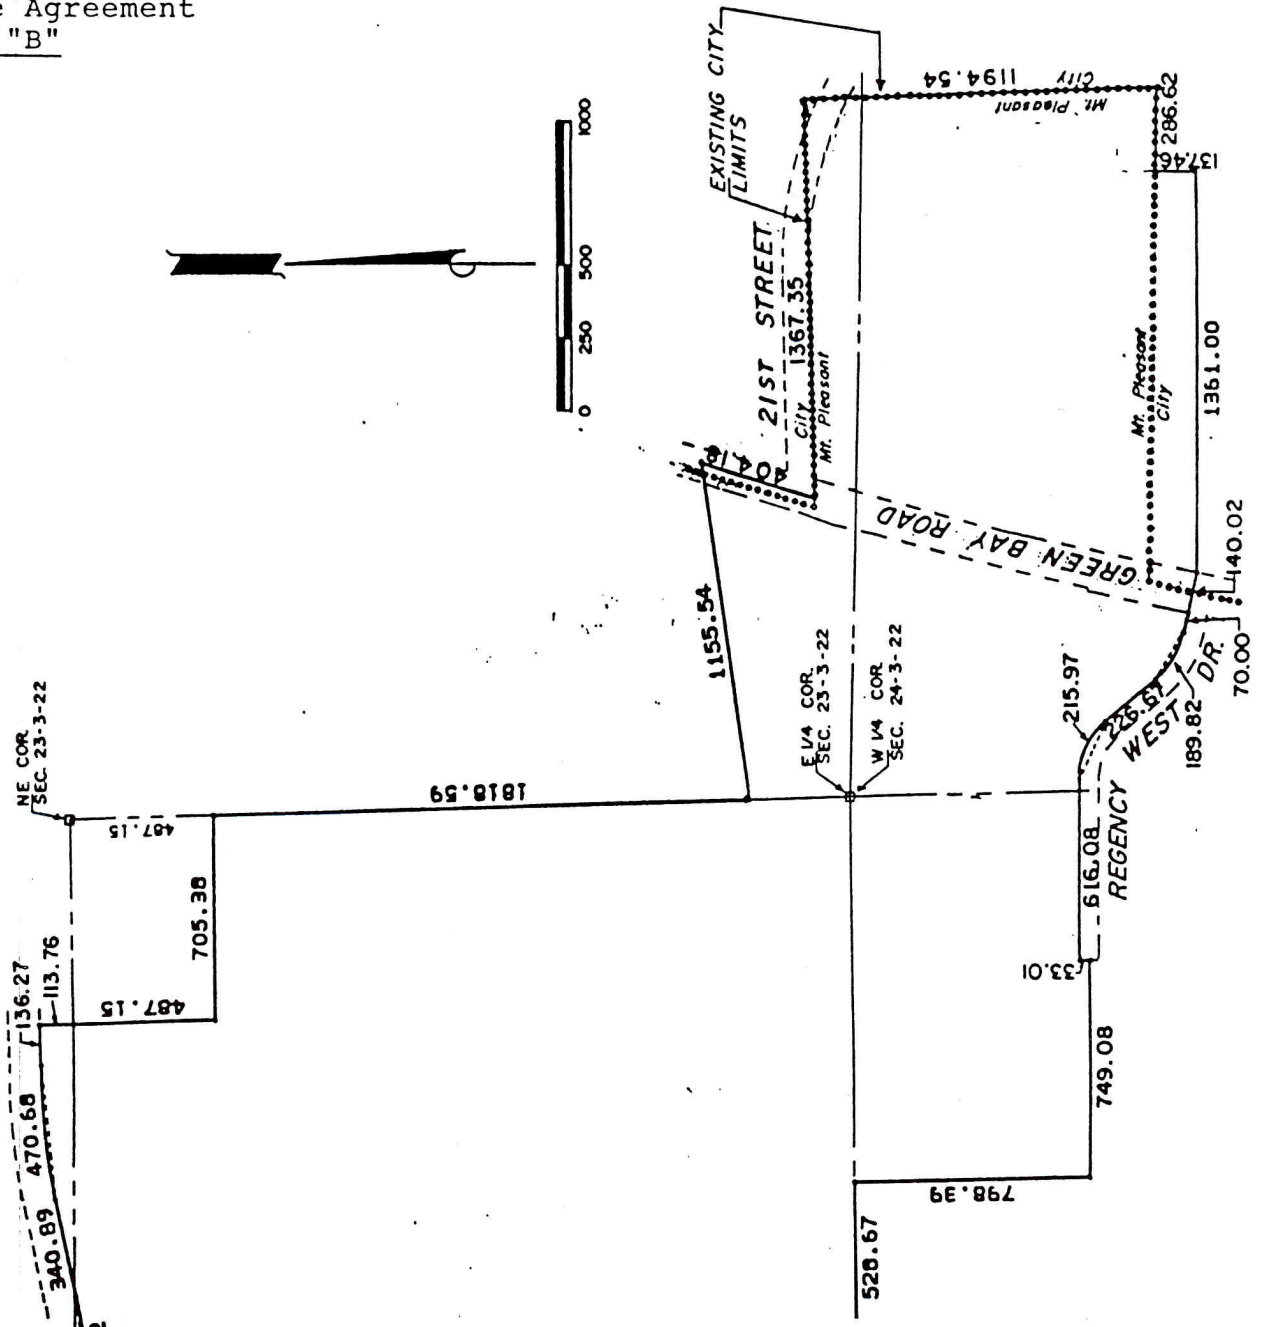 e Agreement
"B"
EXISTING CITY
LIMITS
1194.54
City
Mt. Pleasant
286.62
137.46
0
250
500
1000
21ST STREET
1367.35
City
Mt. Pleasant
404.18
Mt. Pleasant
City
1361.00
GREEN BAY ROAD
140.02
70.00
1155.54
NE COR.
SEC. 23-3-22
E 1/4 COR.
SEC. 23-3-22
W 1/4 COR.
SEC. 24-3-22
215.97
226.67
189.82
REGENCY WEST DR.
487.15
1818.59
705.38
616.08
33.01
136.27
113.76
487.15
470.68
340.89
749.08
798.39
528.67